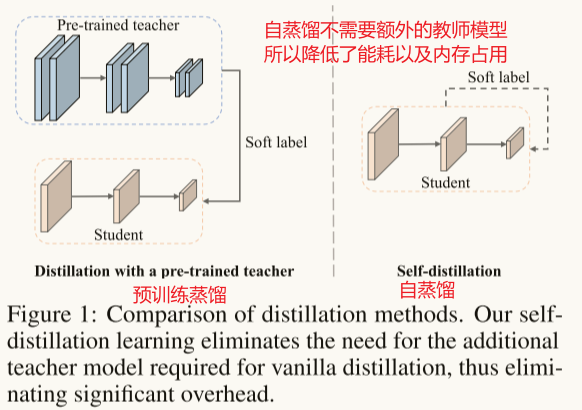 Pre-trained teacher
自蒸馏不需要额外的教师模型
所以降低了能耗以及内存占用
Soft label
Student
Soft label
Student
Distillation with a pre-trained teacher
Self-distillation
预训练蒸馏
自蒸馏
Figure 1: Comparison of distillation methods. Our self-
distillation learning eliminates the need for the additional
teacher model required for vanilla distillation, thus elimi-
nating significant overhead.